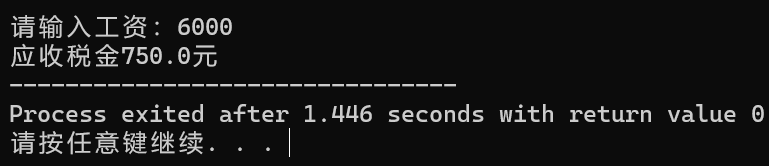 请输入工资: 6000
应收税金750.0元
--------------------------------
Process exited after 1.446 seconds with return value 0
请按任意键继续. . .